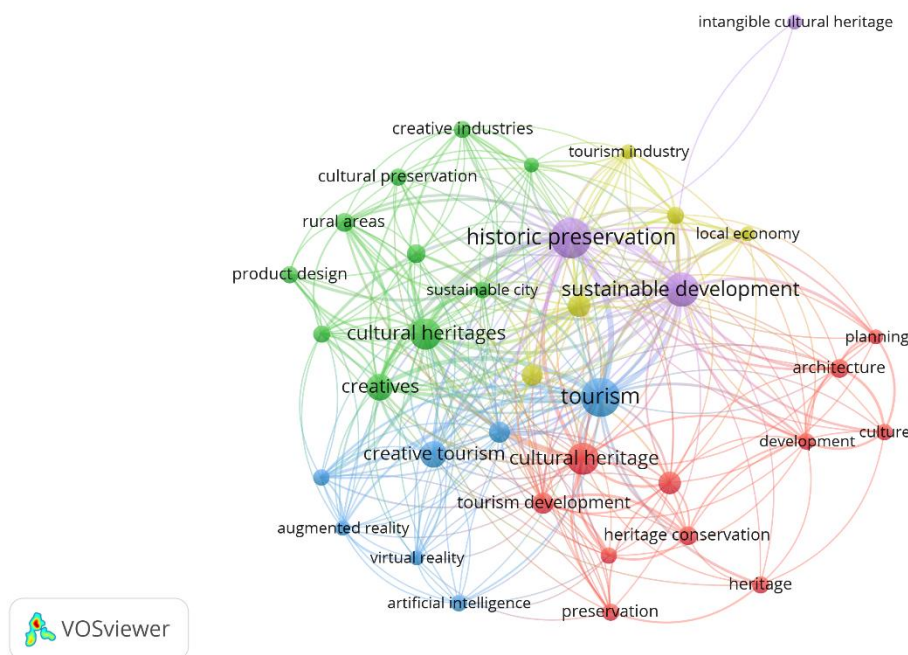 intangible cultural heritage
creative industries
tourism industry
cultural preservation
rural areas
local economy
historic preservation
product design
sustainable city
sustainable development
cultural heritages
planning
architecture
creatives
tourism
culture
development
creative tourism
cultural heritage
tourism development
augmented reality
heritage conservation
virtual reality
heritage
artificial intelligence
preservation
VOSviewer